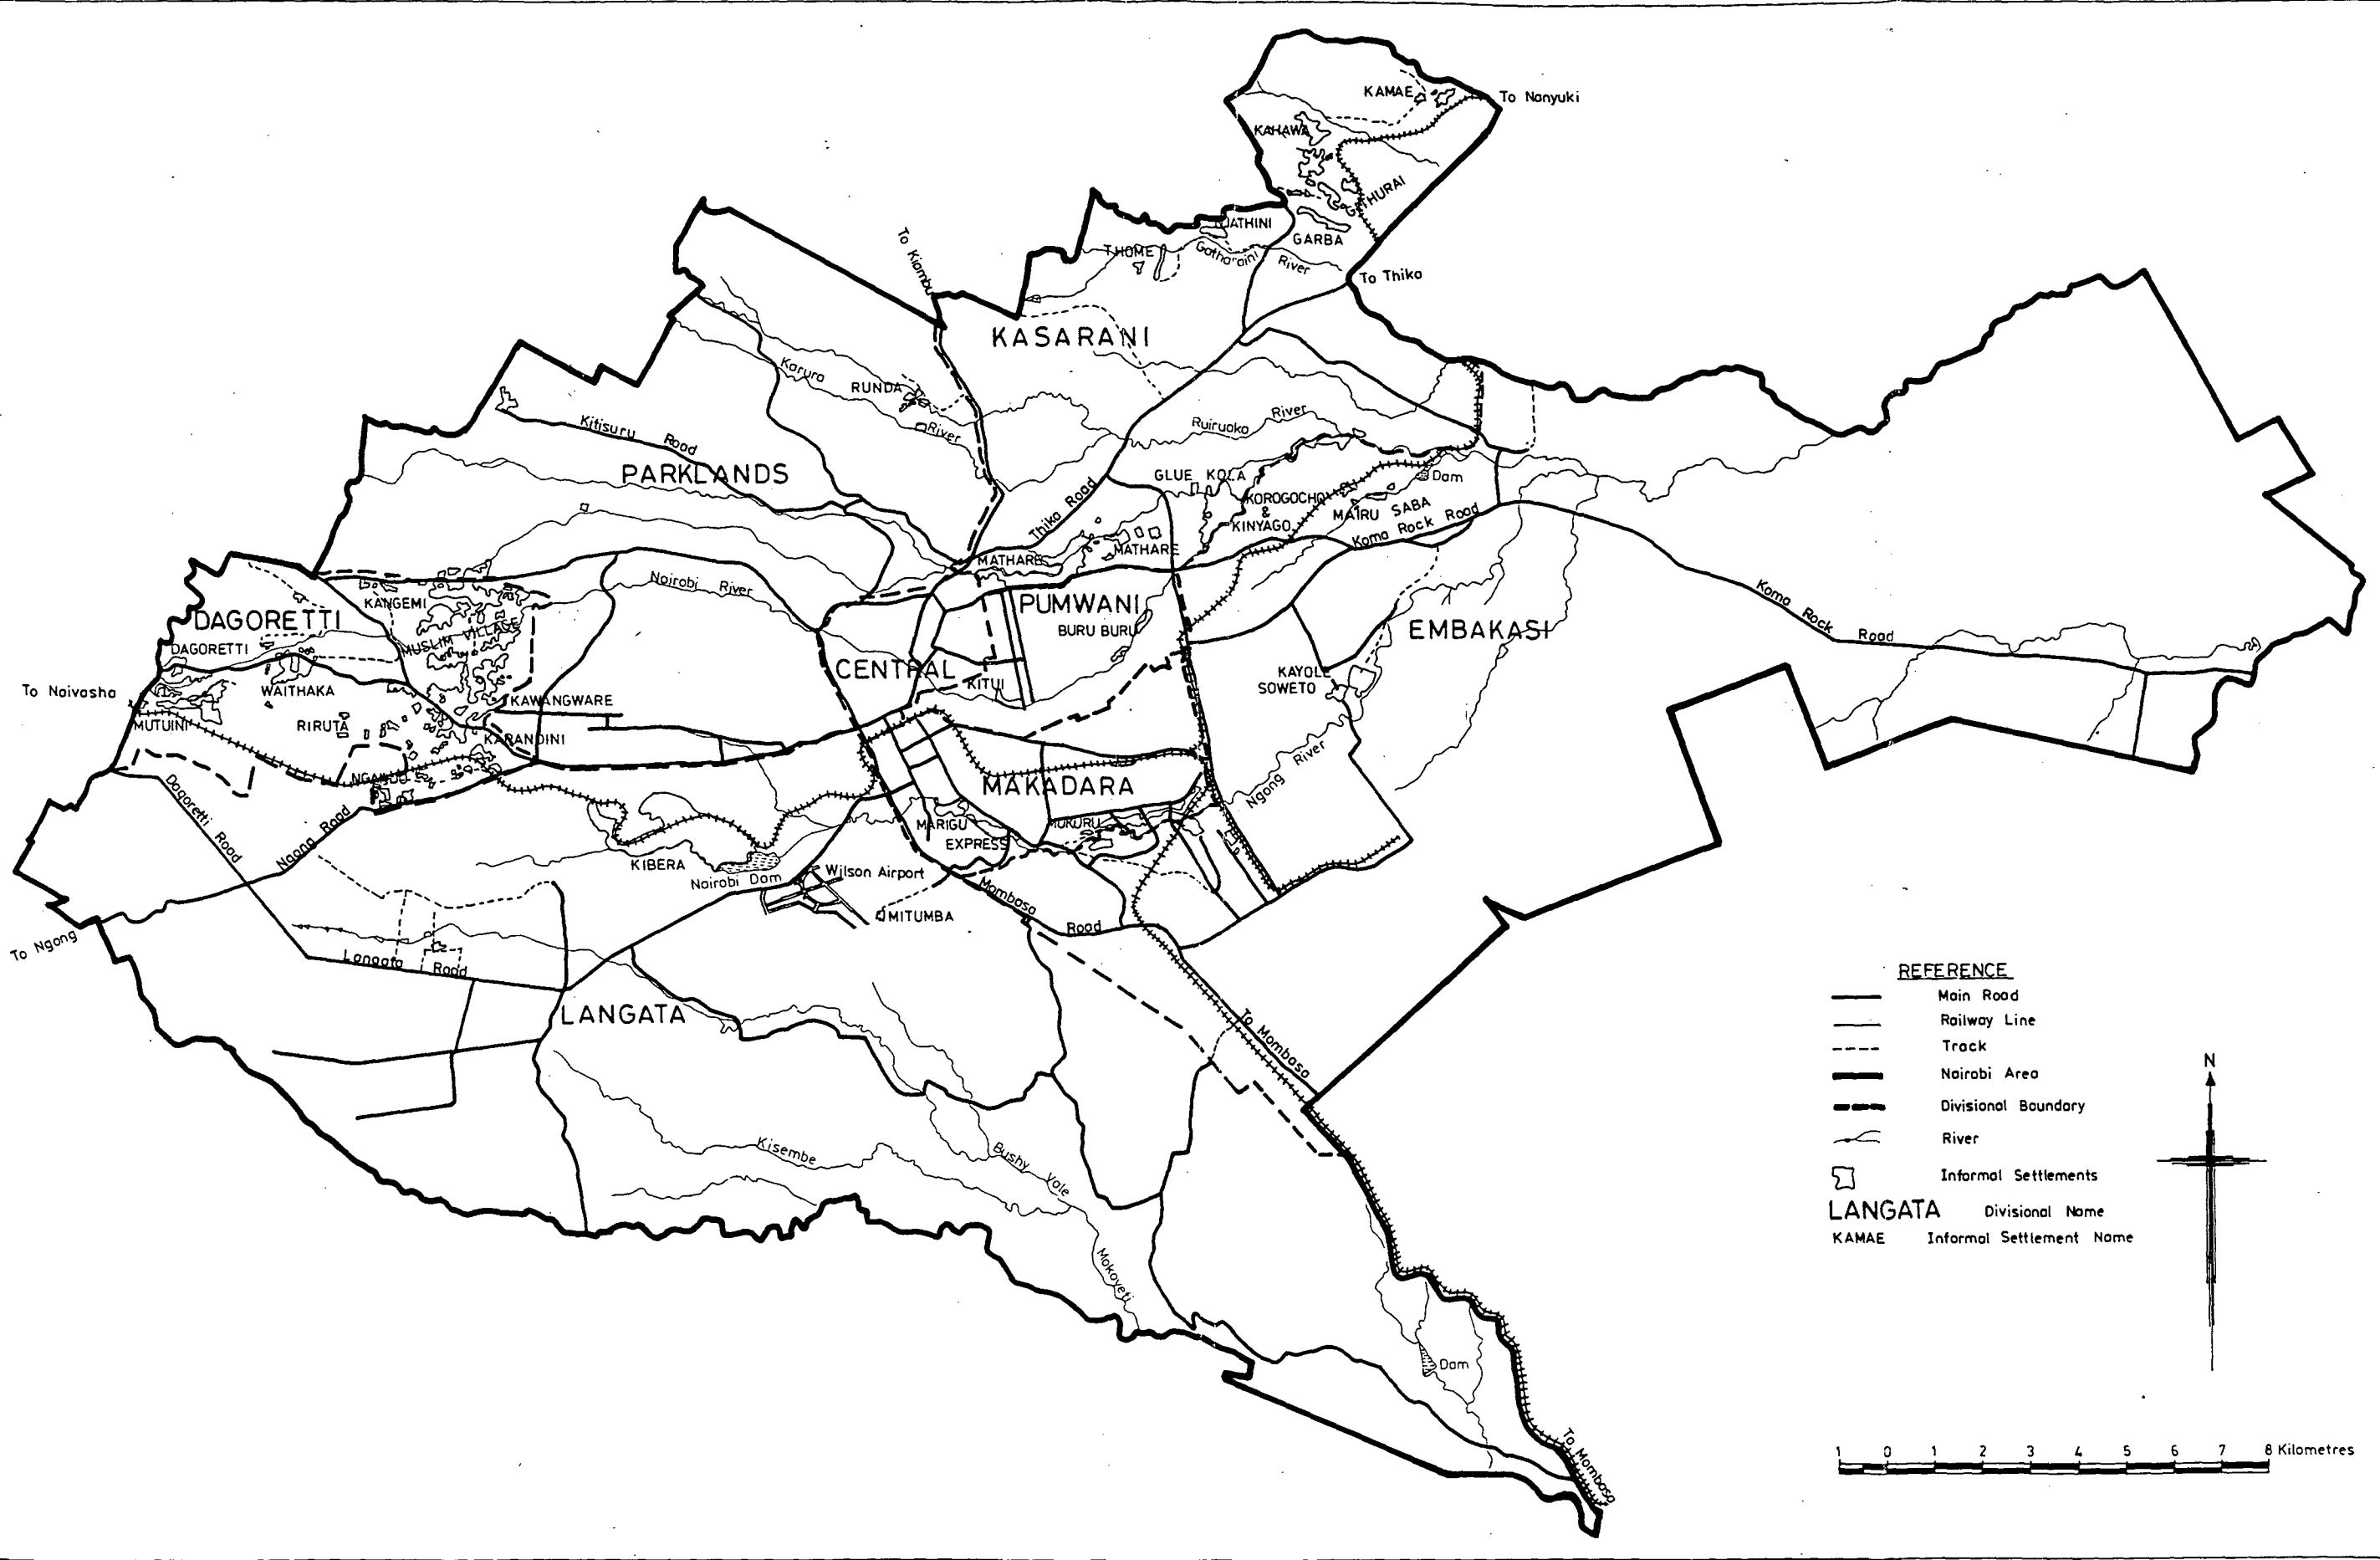 KAMAE
To Nanyuki
KAHAWA
GITHURAI
NJATHINI
GARBA
THOME
Gatharaini River
To Thika
To Kiambu
KASARANI
Karura
RUNDA
River
Kitisuru Road
PARKLANDS
Ruiruaka River
GLUE KOLA
Dam
KOROGOCHO
&
KINYAGO
MAIRU SABA
Koma Rock Road
Thika Road
MATHARE
MATHARE
Nairobi River
KANGEMI
DAGORETTI
DAGORETTI
MUSLIM VILLAGE
PUMWANI
BURU BURU
EMBAKASI
Koma Rock Road
CENTRAL
KITUI
KAYOLE
SOWETO
To Naivasha
WAITHAKA
KAWANGWARE
MUTUINI
RIRUTA
KARANDINI
NGANDO
Ngong River
MAKADARA
Dagoretti Road
Ngong Road
MARIGU
MUKURU
EXPRESS
KIBERA
Nairobi Dam
Wilson Airport
MITUMBA
Mombasa Road
To Ngong
Langata Road
LANGATA
To Mombasa
Kisembe
Bushy Vale
Mokoyeti
Dam
To Mombasa
REFERENCE
Main Road
Railway Line
Track
Nairobi Area
Divisional Boundary
River
Informal Settlements
LANGATA Divisional Name
KAMAE Informal Settlement Name
N
1 0 1 2 3 4 5 6 7 8 Kilometres